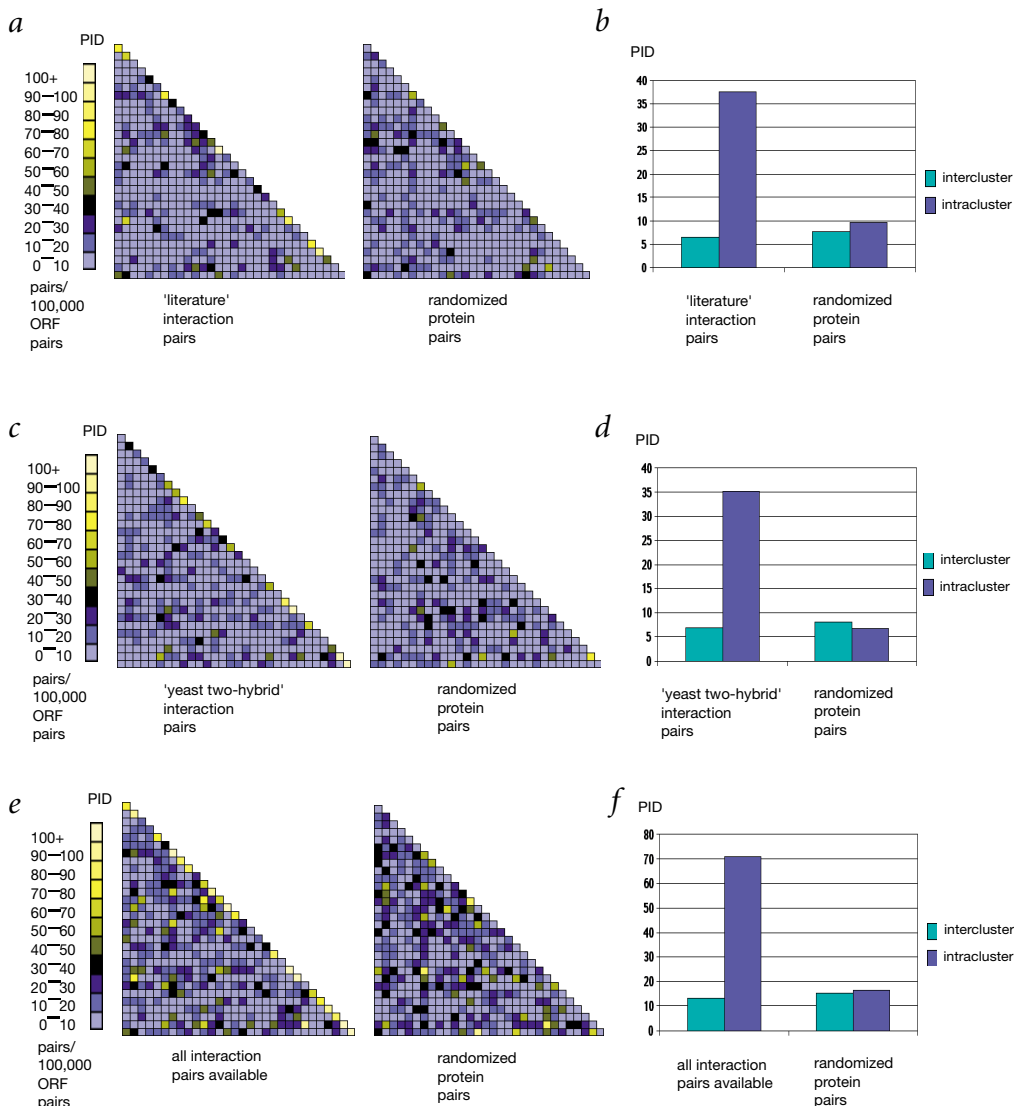 a
PID
100+
90—100
80—90
70—80
60—70
50—60
40—50
30—40
20—30
10—20
0—10
pairs/
100,000
ORF
pairs
'literature'
interaction
pairs
randomized
protein
pairs
b
PID
40
35
30
25
20
15
10
5
0
'literature'
interaction
pairs
randomized
protein
pairs
intercluster
intracluster
c
PID
100+
90—100
80—90
70—80
60—70
50—60
40—50
30—40
20—30
10—20
0—10
pairs/
100,000
ORF
pairs
'yeast two-hybrid'
interaction
pairs
randomized
protein
pairs
d
PID
40
35
30
25
20
15
10
5
0
'yeast two-hybrid'
interaction
pairs
randomized
protein
pairs
intercluster
intracluster
e
PID
100+
90—100
80—90
70—80
60—70
50—60
40—50
30—40
20—30
10—20
0—10
pairs/
100,000
ORF
pairs
all interaction
pairs available
randomized
protein
pairs
f
PID
80
70
60
50
40
30
20
10
0
all interaction
pairs available
randomized
protein
pairs
intercluster
intracluster